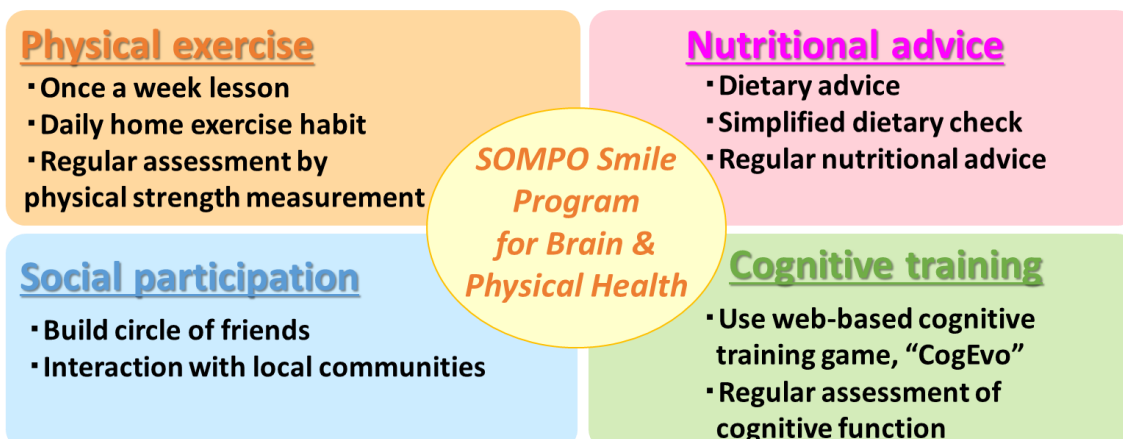 Physical exercise
・Once a week lesson
・Daily home exercise habit
・Regular assessment by
physical strength measurement
Nutritional advice
・Dietary advice
・Simplified dietary check
・Regular nutritional advice
SOMPO Smile
Program
for Brain &
Physical Health
Social participation
・Build circle of friends
・Interaction with local communities
Cognitive training
・Use web-based cognitive
training game, “CogEvo”
・Regular assessment of
cognitive function